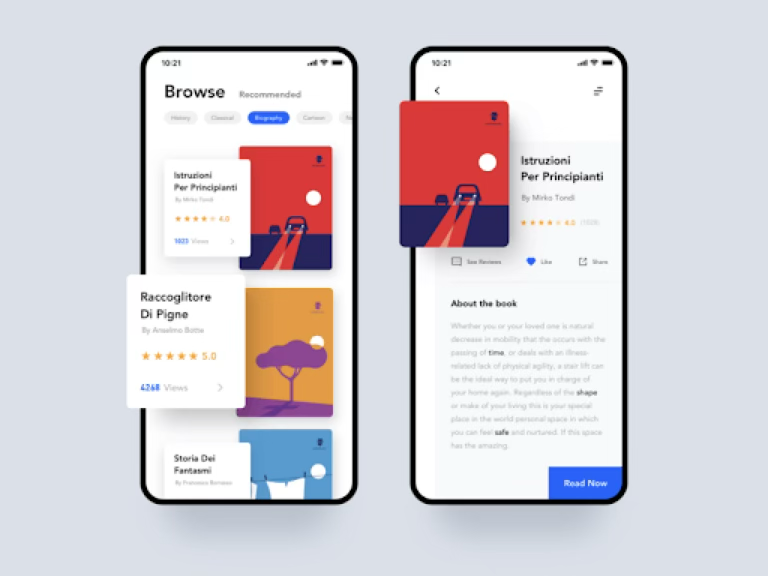 10:21
Browse Recommended
History Classical Biography Cartoon
Istruzioni
Per Principianti
By Mirko Tondi
4.0
1025 Views
Raccoglitore
Di Pigne
By Anselmo Botte
5.0
4268 Views
Storia Dei
Fantasmi
By Francesco Bernasso
10:21
Istruzioni
Per Principianti
By Mirko Tondi
4.0 (1025)
See Reviews Like Share
About the book
Whether you or your loved one is natural
decrease in mobility that the occurs with the
passing of time, or deals with an illness-
related lack of physical agility, a stair lift can
be the ideal way to put you in charge of
your home again. Regardless of the shape
or make of your living this is your special
place in the world personal space in which
you can feel safe and nurtured. If this space
has the amazing.
Read Now